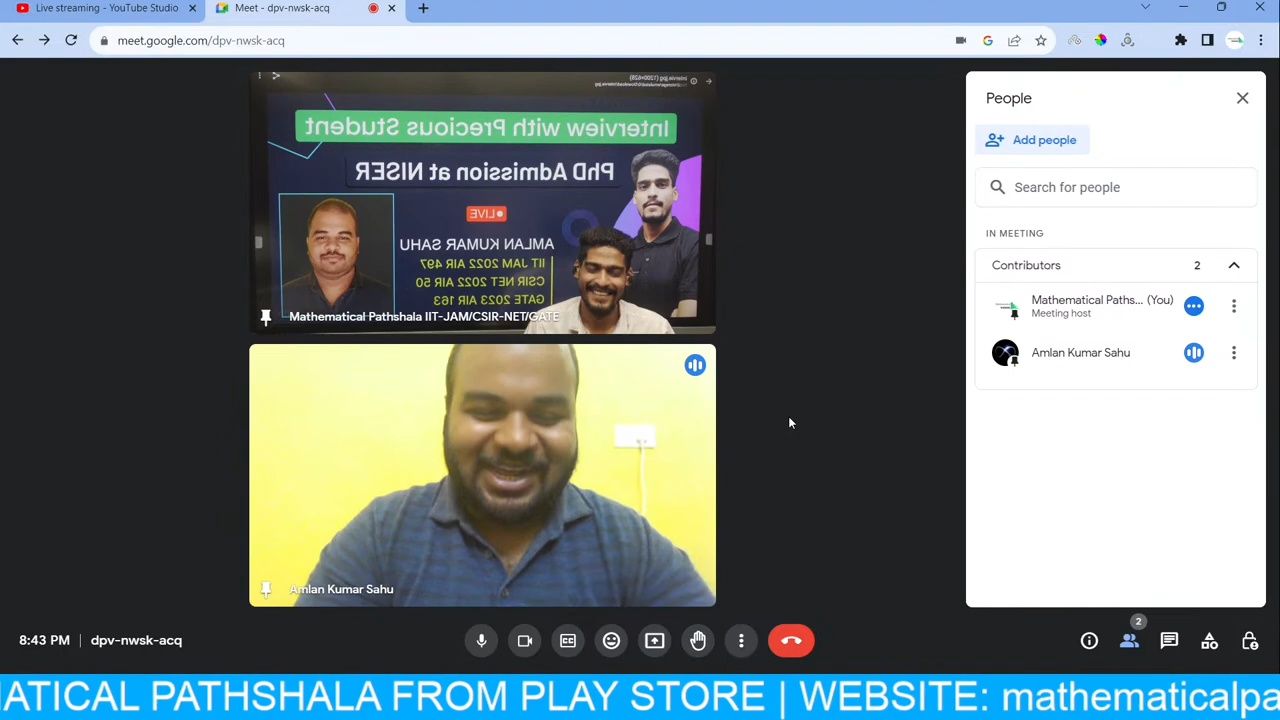 Live streaming - YouTube Studio
Meet - dpv-nwsk-acq
meet.google.com/dpv-nwsk-acq
Interview with Precious Student
PhD Admission at NISER
LIVE
AMLAN KUMAR SAHU
IIT JAM 2022 AIR 497
CSIR NET 2022 AIR 50
GATE 2023 AIR 163
Mathematical Pathshala IIT-JAM/CSIR-NET/GATE
Amlan Kumar Sahu
People
Add people
Search for people
IN MEETING
Contributors 2
Mathematical Paths... (You)
Meeting host
Amlan Kumar Sahu
8:43 PM | dpv-nwsk-acq
2
MATICAL PATHSHALA FROM PLAY STORE | WEBSITE: mathematicalpa